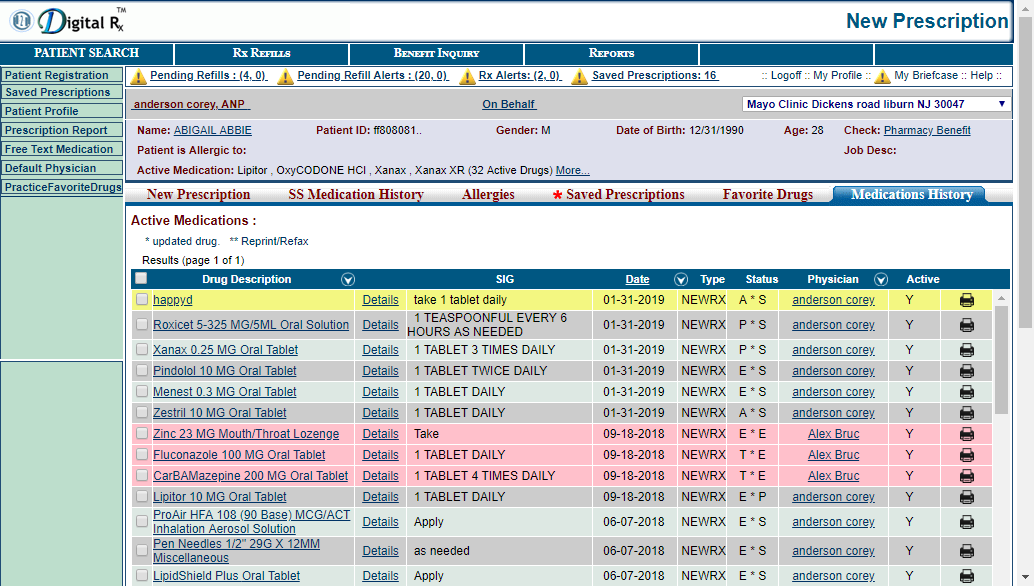 Digital Rx TM
New Prescription
PATIENT SEARCH Rx REFILLS BENEFIT INQUIRY REPORTS
Patient Registration
Saved Prescriptions
Patient Profile
Prescription Report
Free Text Medication
Default Physician
PracticeFavoriteDrugs
Pending Refills : (4, 0) Pending Refill Alerts : (20, 0) Rx Alerts: (2, 0) Saved Prescriptions: 16 :: Logoff :: My Profile :: My Briefcase :: Help ::
anderson corey, ANP On Behalf Mayo Clinic Dickens road liburn NJ 30047
Name: ABIGAIL ABBIE Patient ID: ff808081.. Gender: M Date of Birth: 12/31/1990 Age: 28 Check: Pharmacy Benefit
Patient is Allergic to: Job Desc:
Active Medication: Lipitor , OxyCODONE HCl , Xanax , Xanax XR (32 Active Drugs) More...
New Prescription SS Medication History Allergies * Saved Prescriptions Favorite Drugs Medications History
Active Medications :
* updated drug. ** Reprint/Refax
Results (page 1 of 1)
Drug Description SIG Date Type Status Physician Active
happyd Details take 1 tablet daily 01-31-2019 NEWRX A * S anderson corey Y
Roxicet 5-325 MG/5ML Oral Solution Details 1 TEASPOONFUL EVERY 6
HOURS AS NEEDED 01-31-2019 NEWRX P * S anderson corey Y
Xanax 0.25 MG Oral Tablet Details 1 TABLET 3 TIMES DAILY 01-31-2019 NEWRX P * S anderson corey Y
Pindolol 10 MG Oral Tablet Details 1 TABLET TWICE DAILY 01-31-2019 NEWRX E * S anderson corey Y
Menest 0.3 MG Oral Tablet Details 1 TABLET DAILY 01-31-2019 NEWRX E * S anderson corey Y
Zestril 10 MG Oral Tablet Details 1 TABLET DAILY 01-31-2019 NEWRX A * S anderson corey Y
Zinc 23 MG Mouth/Throat Lozenge Details Take 09-18-2018 NEWRX E * E Alex Bruc Y
Fluconazole 100 MG Oral Tablet Details 1 TABLET DAILY 09-18-2018 NEWRX T * E Alex Bruc Y
CarBAMazepine 200 MG Oral Tablet Details 1 TABLET 4 TIMES DAILY 09-18-2018 NEWRX T * E Alex Bruc Y
Lipitor 10 MG Oral Tablet Details 1 TABLET DAILY 09-18-2018 NEWRX E * P anderson corey Y
ProAir HFA 108 (90 Base) MCG/ACT
Inhalation Aerosol Solution Details Apply 06-07-2018 NEWRX E * S anderson corey Y
Pen Needles 1/2" 29G X 12MM
Miscellaneous Details as needed 06-07-2018 NEWRX E * S anderson corey Y
LipidShield Plus Oral Tablet Details Apply 06-07-2018 NEWRX E * S anderson corey Y